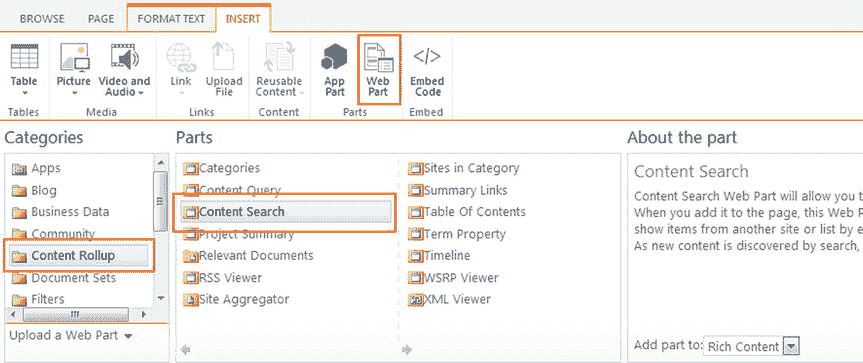 BROWSE PAGE FORMAT TEXT INSERT
Table Picture Video and Audio Link Upload File Reusable Content App Part Web Part Embed Code
Tables Media Links Content Parts Embed
Categories
Apps
Blog
Business Data
Community
Content Rollup
Document Sets
Filters
Upload a Web Part
Parts
Categories
Content Query
Content Search
Project Summary
Relevant Documents
RSS Viewer
Site Aggregator
Sites in Category
Summary Links
Table Of Contents
Term Property
Timeline
WSRP Viewer
XML Viewer
About the part
Content Search
Content Search Web Part will allow you t
When you add it to the page, this Web P
show items from another site or list by e
As new content is discovered by search,
Add part to: Rich Content